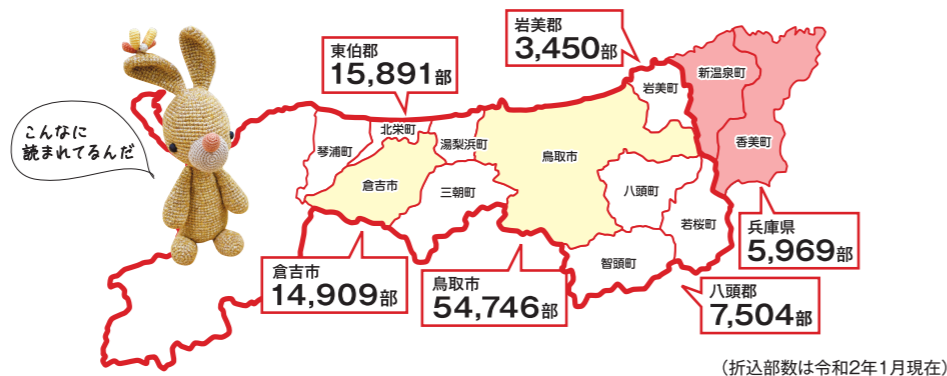 岩美郡
3,450部
東伯郡
15,891部
新温泉町
岩美町
こんなに
読まれてるんだ
北栄町
琴浦町
湯梨浜町
鳥取市
香美町
倉吉市
三朝町
八頭町
若桜町
智頭町
兵庫県
5,969部
倉吉市
14,909部
鳥取市
54,746部
八頭郡
7,504部
（折込部数は令和2年1月現在）